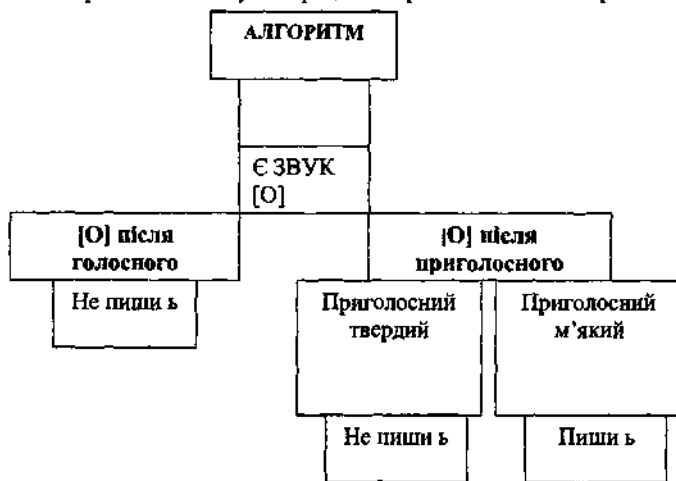 АЛГОРИТМ
Є ЗВУК
[О]
[О] після
голосного
[О] після
приголосного
Не пиши ь
Приголосний
твердий
Приголосний
м’який
Не пиши ь
Пиши ь